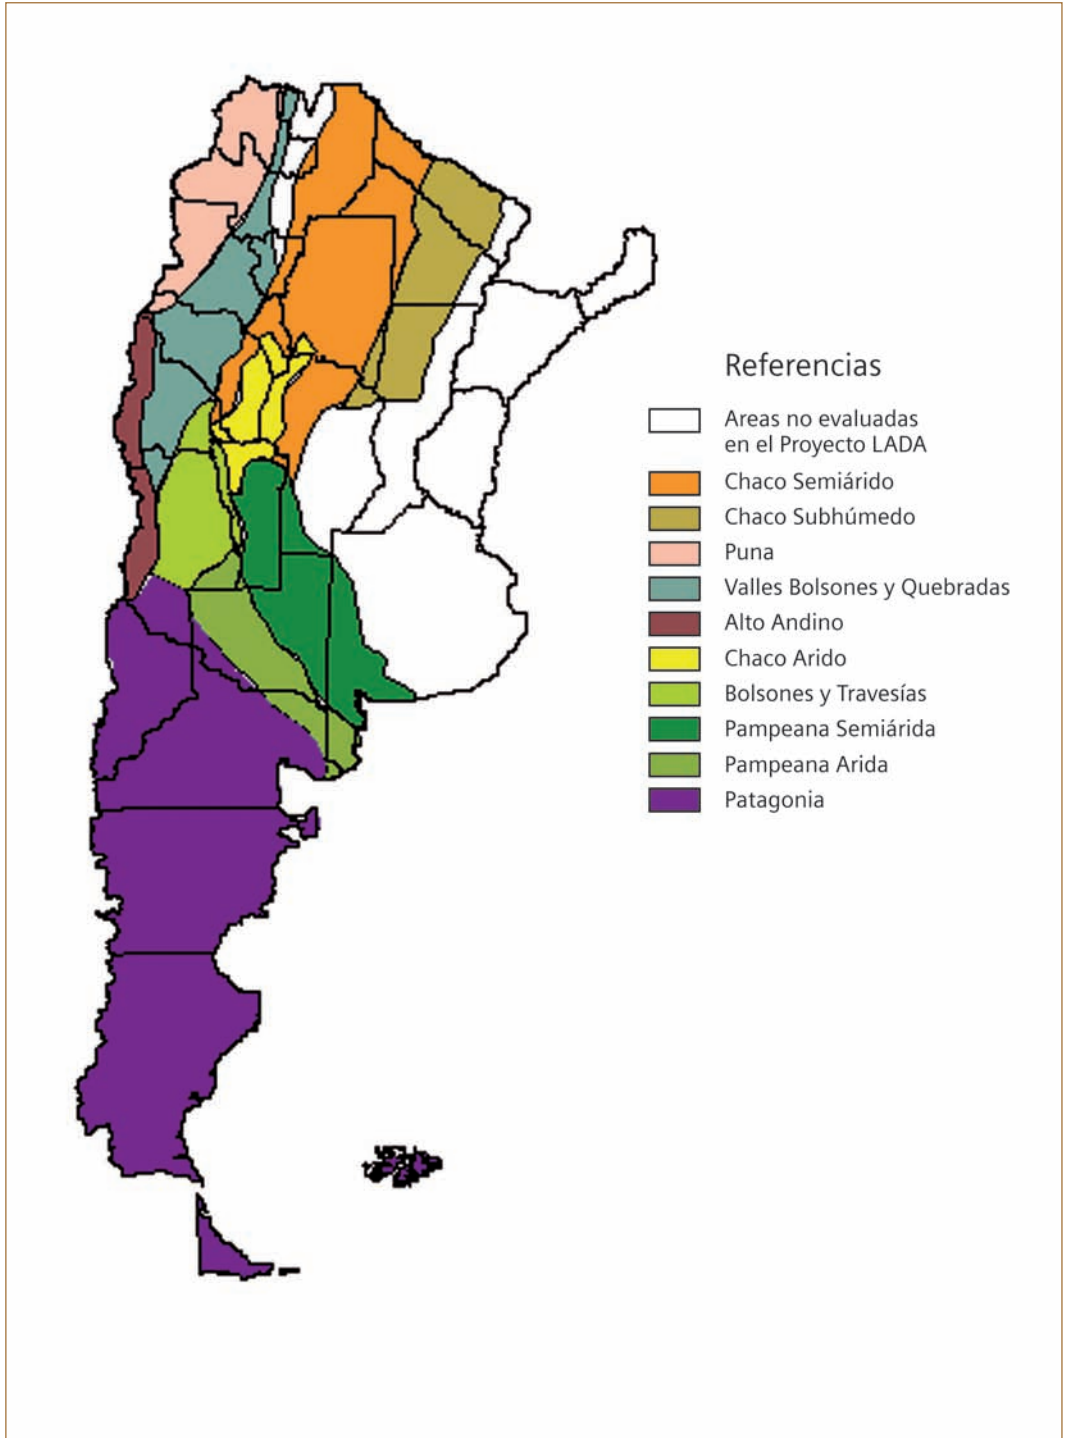 Referencias
Areas no evaluadas
en el Proyecto LADA
Chaco Semiárido
Chaco Subhúmedo
Puna
Valles Bolsones y Quebradas
Alto Andino
Chaco Arido
Bolsones y Travesías
Pampeana Semiárida
Pampeana Arida
Patagonia